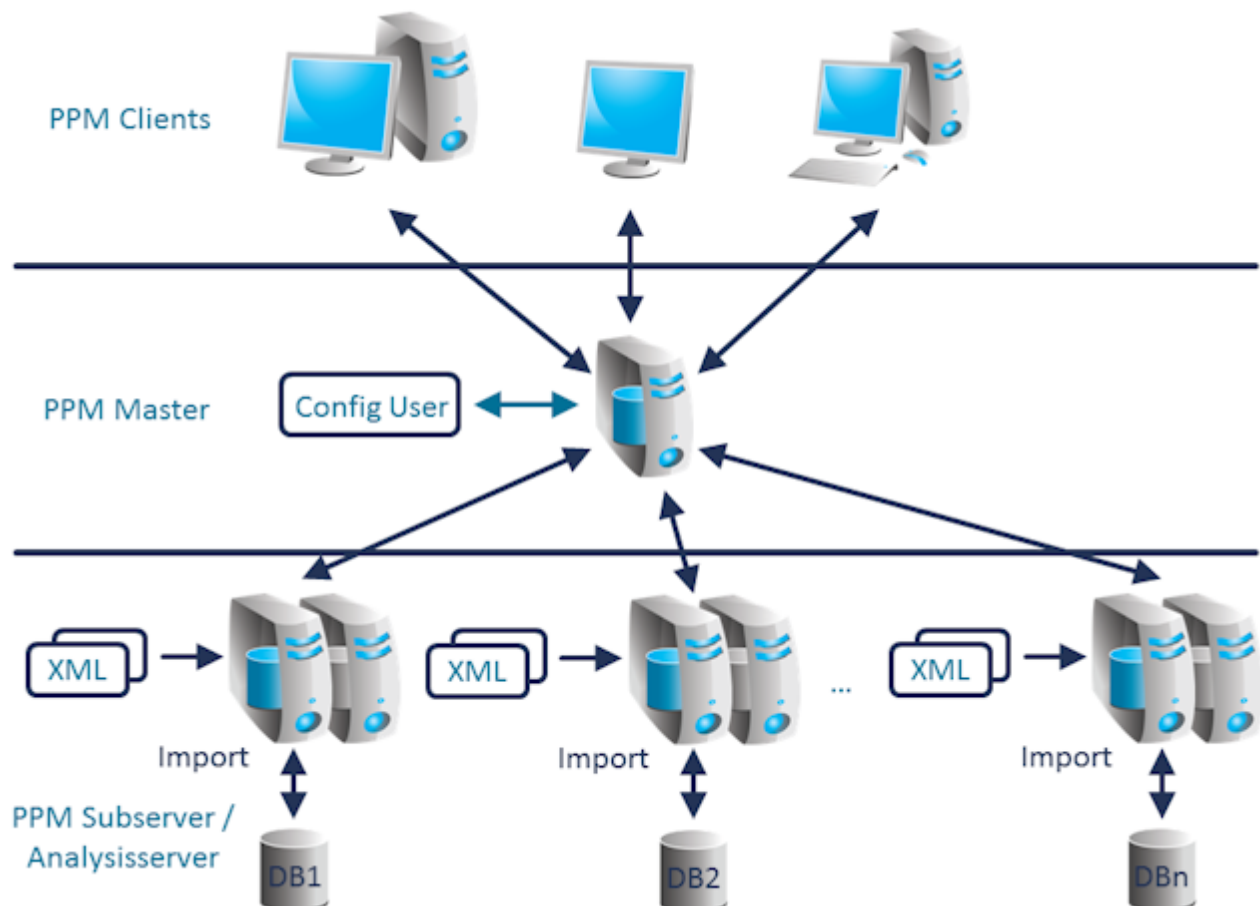 PPM Clients
PPM Master
Config User
XML
XML
...
XML
Import
Import
Import
PPM Subserver /
Analysisserver
DB1
DB2
DBn